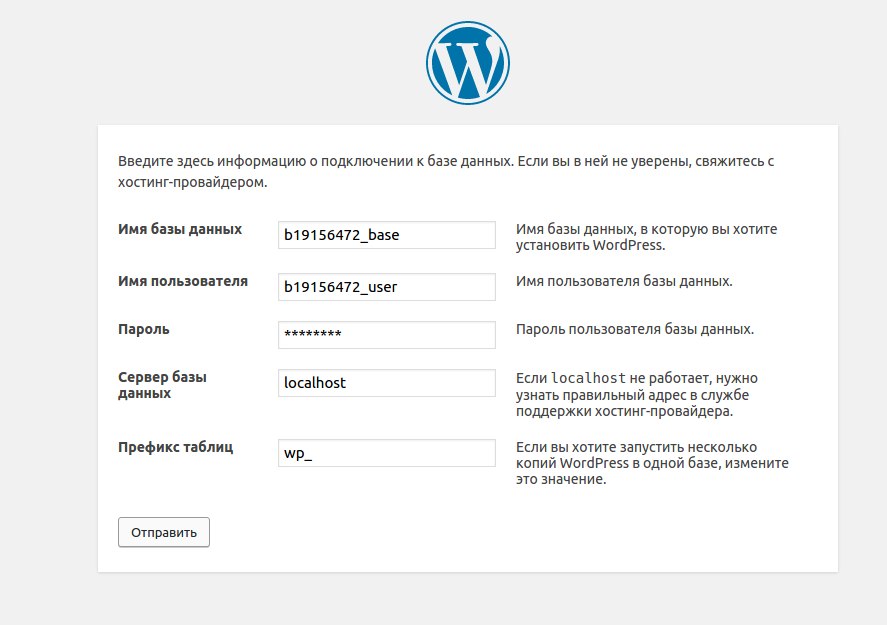 Введите здесь информацию о подключении к базе данных. Если вы в ней не уверены, свяжитесь с
хостинг-провайдером.
Имя базы данных
b19156472_base
Имя базы данных, в которую вы хотите
установить WordPress.
Имя пользователя
b19156472_user
Имя пользователя базы данных.
Пароль
********
Пароль пользователя базы данных.
Сервер базы
данных
localhost
Если localhost не работает, нужно
узнать правильный адрес в службе
поддержки хостинг-провайдера.
Префикс таблиц
wp_
Если вы хотите запустить несколько
копий WordPress в одной базе, измените
это значение.
Отправить